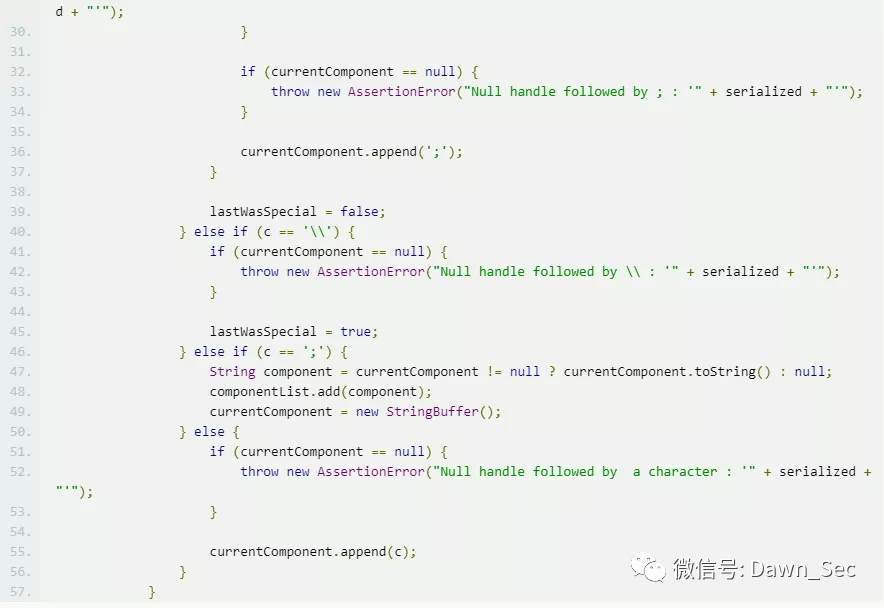 d + "'");
30.                         }
31.
32.                         if (currentComponent == null) {
33.                             throw new AssertionError("Null handle followed by ; : '" + serialized + "'");
34.                         }
35.
36.                         currentComponent.append(';');
37.                     }
38.
39.                     lastWasSpecial = false;
40.                 } else if (c == '\\') {
41.                     if (currentComponent == null) {
42.                         throw new AssertionError("Null handle followed by \\ : '" + serialized + "'");
43.                     }
44.
45.                     lastWasSpecial = true;
46.                 } else if (c == ';') {
47.                     String component = currentComponent != null ? currentComponent.toString() : null;
48.                     componentList.add(component);
49.                     currentComponent = new StringBuffer();
50.                 } else {
51.                     if (currentComponent == null) {
52.                         throw new AssertionError("Null handle followed by  a character : '" + serialized +
"'");
53.                     }
54.
55.                     currentComponent.append(c);
56.                 }
57.             }
微信号: Dawn_Sec